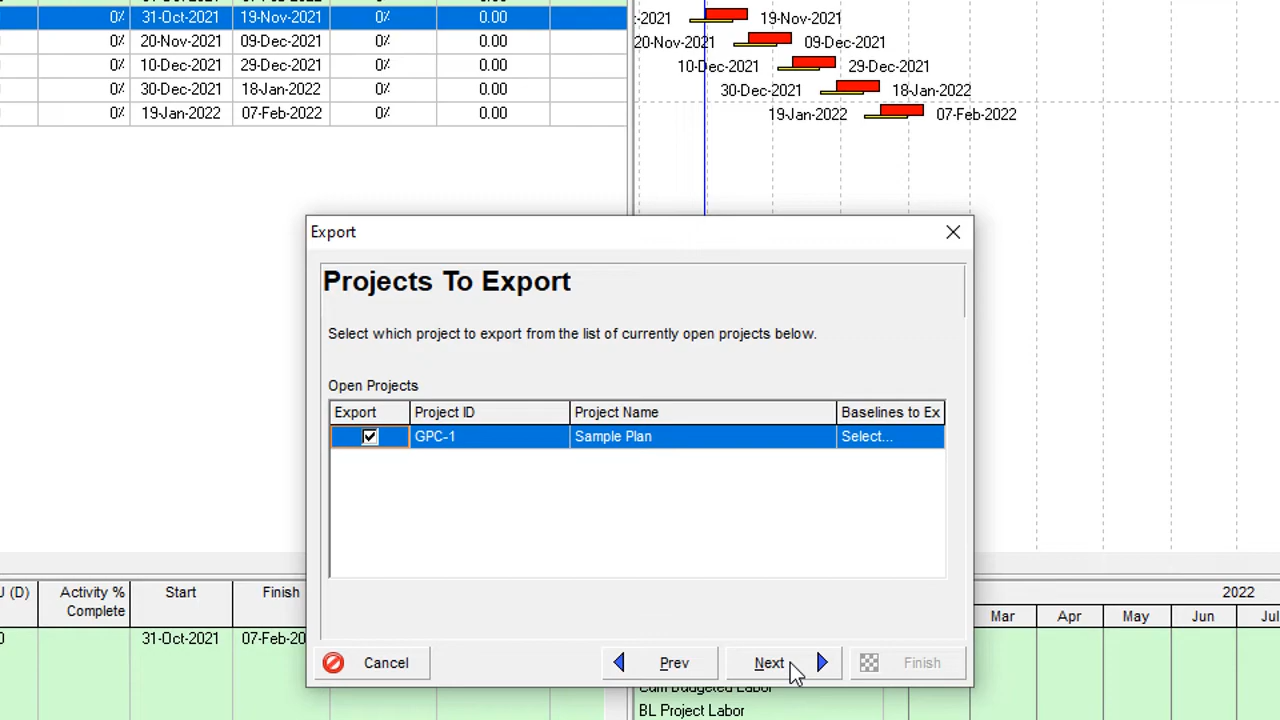 0% 31-Oct-2021 19-Nov-2021 0% 0.00 -2021 19-Nov-2021
0% 20-Nov-2021 09-Dec-2021 0% 0.00 20-Nov-2021 09-Dec-2021
0% 10-Dec-2021 29-Dec-2021 0% 0.00 10-Dec-2021 29-Dec-2021
0% 30-Dec-2021 18-Jan-2022 0% 0.00 30-Dec-2021 18-Jan-2022
0% 19-Jan-2022 07-Feb-2022 0% 0.00 19-Jan-2022 07-Feb-2022
Export
Projects To Export
Select which project to export from the list of currently open projects below.
Open Projects
Export Project ID Project Name Baselines to Ex
GPC-1 Sample Plan Select...
Cancel Prev Next Finish
(D) Activity % Complete Start Finish 2022
Mar Apr May Jun Jul
0 31-Oct-2021 07-Feb-20
Cum Budgeted Labor
BL Project Labor